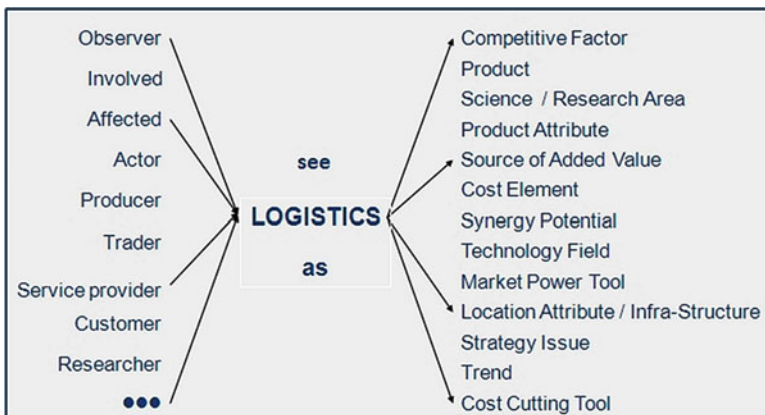 Observer
Involved
Affected
Actor
Producer
Trader
Service provider
Customer
Researcher
●●●
see
LOGISTICS
as
Competitive Factor
Product
Science / Research Area
Product Attribute
Source of Added Value
Cost Element
Synergy Potential
Technology Field
Market Power Tool
Location Attribute / Infra-Structure
Strategy Issue
Trend
Cost Cutting Tool